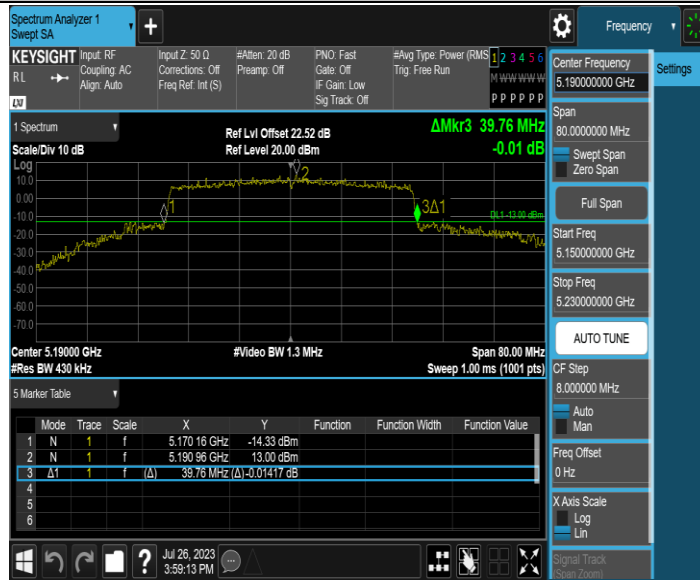 Spectrum Analyzer 1
Swept SA
+
Frequency
KEYSIGHT
RL
LXI
Input: RF
Coupling: AC
Align: Auto
Input Z: 50 Ω
Corrections: Off
Freq Ref: Int (S)
#Atten: 20 dB
Preamp: Off
PNO: Fast
Gate: Off
IF Gain: Low
Sig Track: Off
#Avg Type: Power (RMS
Trig: Free Run
1 2 3 4 5 6
M W W W W W
P P P P P P
1 Spectrum
Scale/Div 10 dB
Ref Lvl Offset 22.52 dB
Ref Level 20.00 dBm
ΔMkr3 39.76 MHz
-0.01 dB
Log
10.0
0.00
-10.0
-20.0
-30.0
-40.0
-50.0
-60.0
-70.0
1
2
3Δ1
DL1 -13.00 dBm
Center 5.19000 GHz
#Res BW 430 kHz
#Video BW 1.3 MHz
Span 80.00 MHz
Sweep 1.00 ms (1001 pts)
5 Marker Table
Mode Trace Scale X Y Function Function Width Function Value
1 N 1 f 5.170 16 GHz -14.33 dBm
2 N 1 f 5.190 96 GHz 13.00 dBm
3 Δ1 1 f (Δ) 39.76 MHz (Δ) -0.01417 dB
4
5
6
?
Jul 26, 2023
3:59:13 PM
Center Frequency
5.190000000 GHz
Span
80.0000000 MHz
Swept Span
Zero Span
Full Span
Start Freq
5.150000000 GHz
Stop Freq
5.230000000 GHz
AUTO TUNE
CF Step
8.000000 MHz
Auto
Man
Freq Offset
0 Hz
X Axis Scale
Log
Lin
Signal Track
(Span Zoom)
Settings